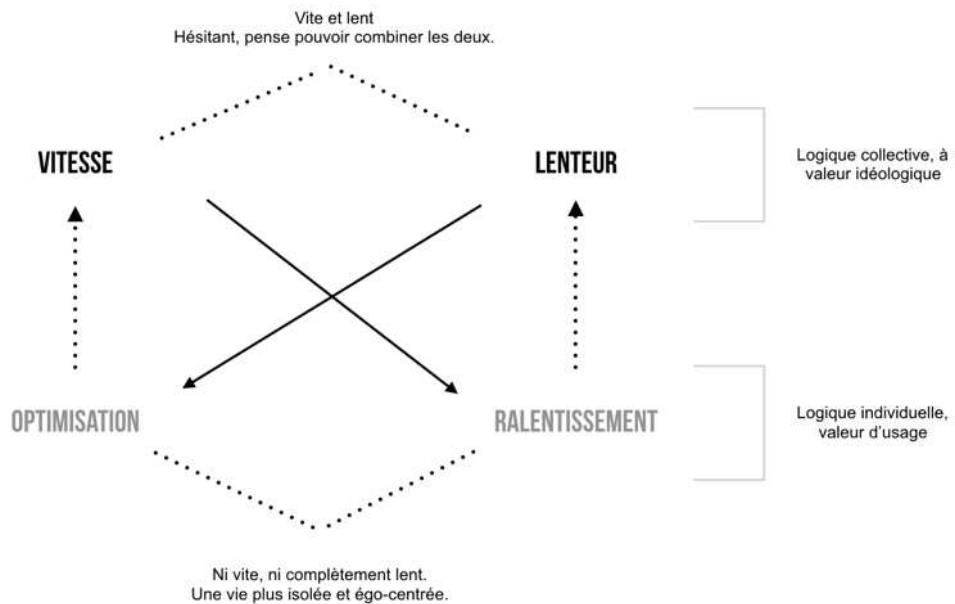 Vite et lent
Hésitant, pense pouvoir combiner les deux.
VITESSE
LENTEUR
Logique collective, à
valeur idéologique
OPTIMISATION
RALENTISSEMENT
Logique individuelle,
valeur d'usage
Ni vite, ni complètement lent.
Une vie plus isolée et égo-centrée.